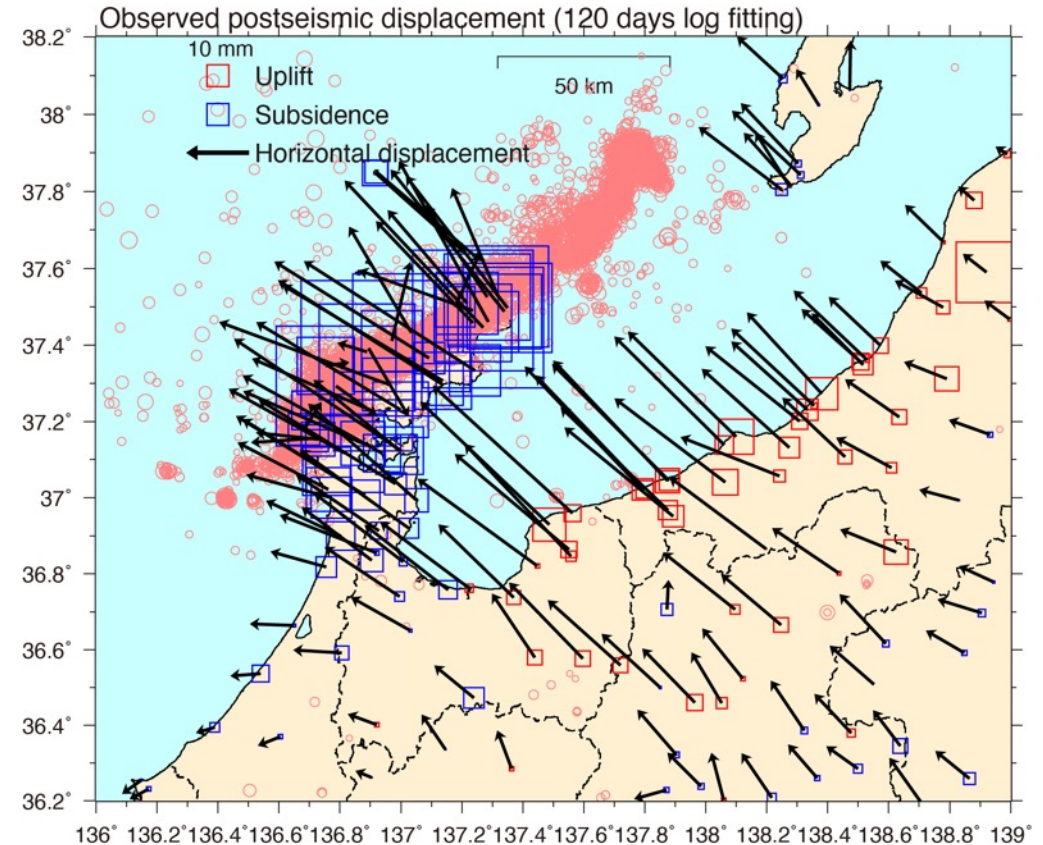 Observed postseismic displacement (120 days log fitting)
38.2°
10 mm
Uplift
50 km
38°
Subsidence
Horizontal displacement
37.8°
37.6°
37.4°
37.2°
37°
36.8°
36.6°
36.4°
36.2°
136° 136.2° 136.4° 136.6° 136.8° 137° 137.2° 137.4° 137.6° 137.8° 138° 138.2° 138.4° 138.6° 138.8° 139°